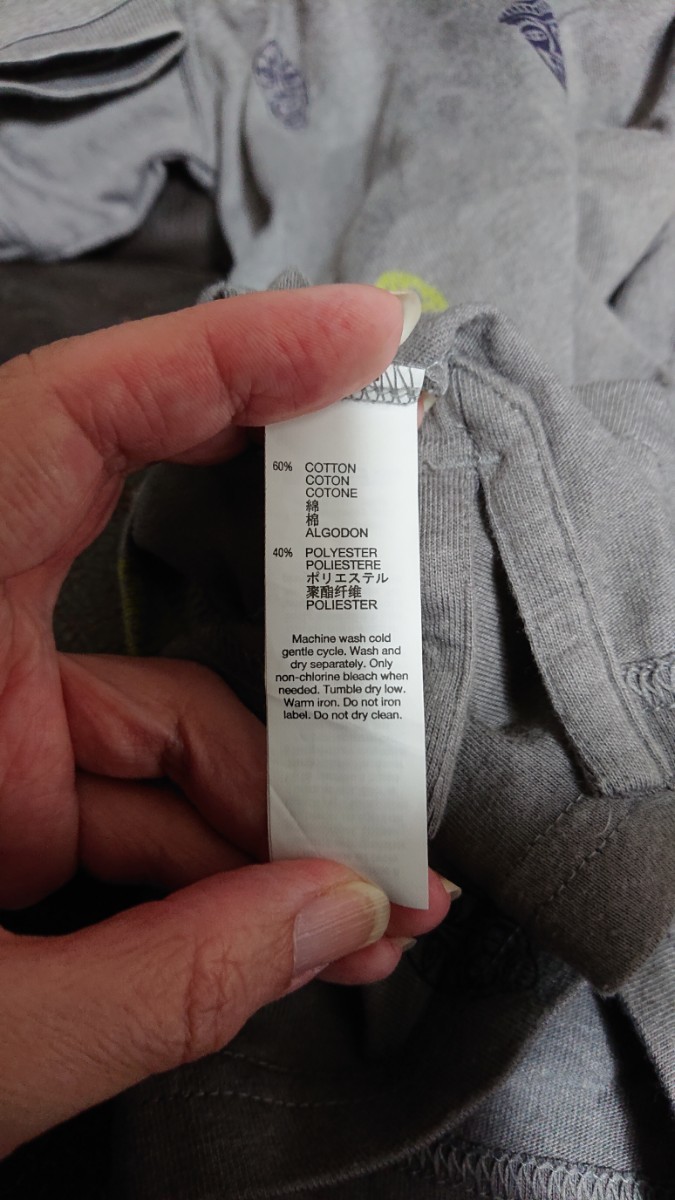 60% COTTON
COTON
COTONE
綿
棉
ALGODON
40% POLYESTER
POLIESTERE
ポリエステル
聚酯纤维
POLIESTER
Machine wash cold
gentle cycle. Wash and
dry separately. Only
non-chlorine bleach when
needed. Tumble dry low.
Warm iron. Do not iron
label. Do not dry clean.